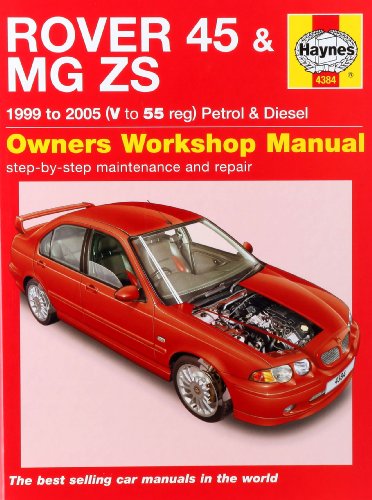 ROVER 45 &
MG ZS
Haynes
4384
®
1999 to 2005 (V to 55 reg) Petrol & Diesel
Owners Workshop Manual
step-by-step maintenance and repair
4384
The best selling car manuals in the world